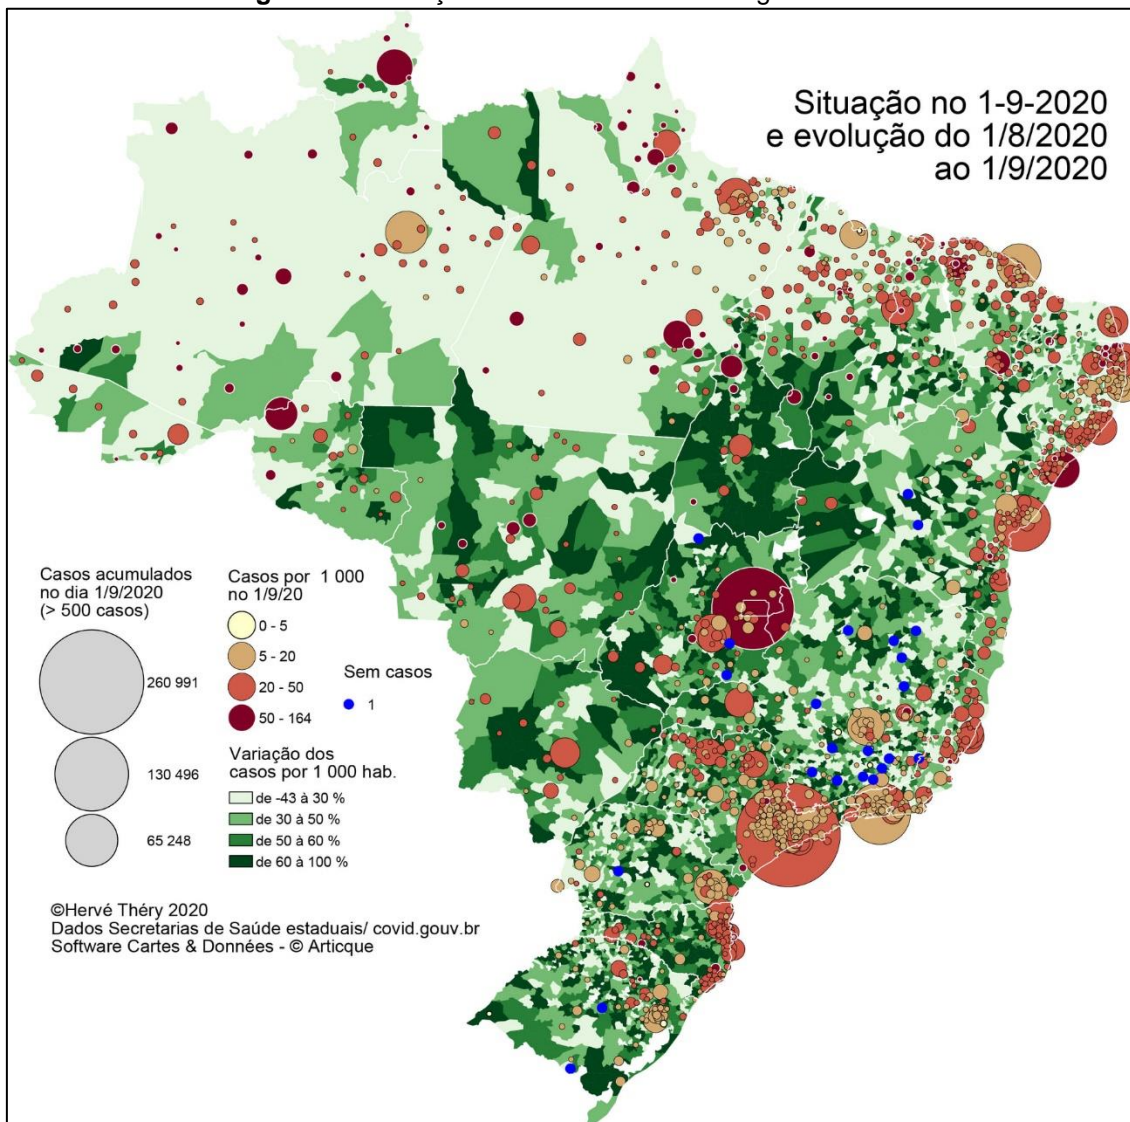 Situação no 1-9-2020
e evolução do 1/8/2020
ao 1/9/2020
Casos acumulados
no dia 1/9/2020
(> 500 casos)
260 991
130 496
65 248
Casos por 1 000
no 1/9/20
0 - 5
5 - 20
20 - 50
50 - 164
Sem casos
1
Variação dos
casos por 1 000 hab.
de -43 à 30 %
de 30 à 50 %
de 50 à 60 %
de 60 à 100 %
©Hervé Théry 2020
Dados Secretarias de Saúde estaduais/ covid.gouv.br
Software Cartes & Données - © Articque